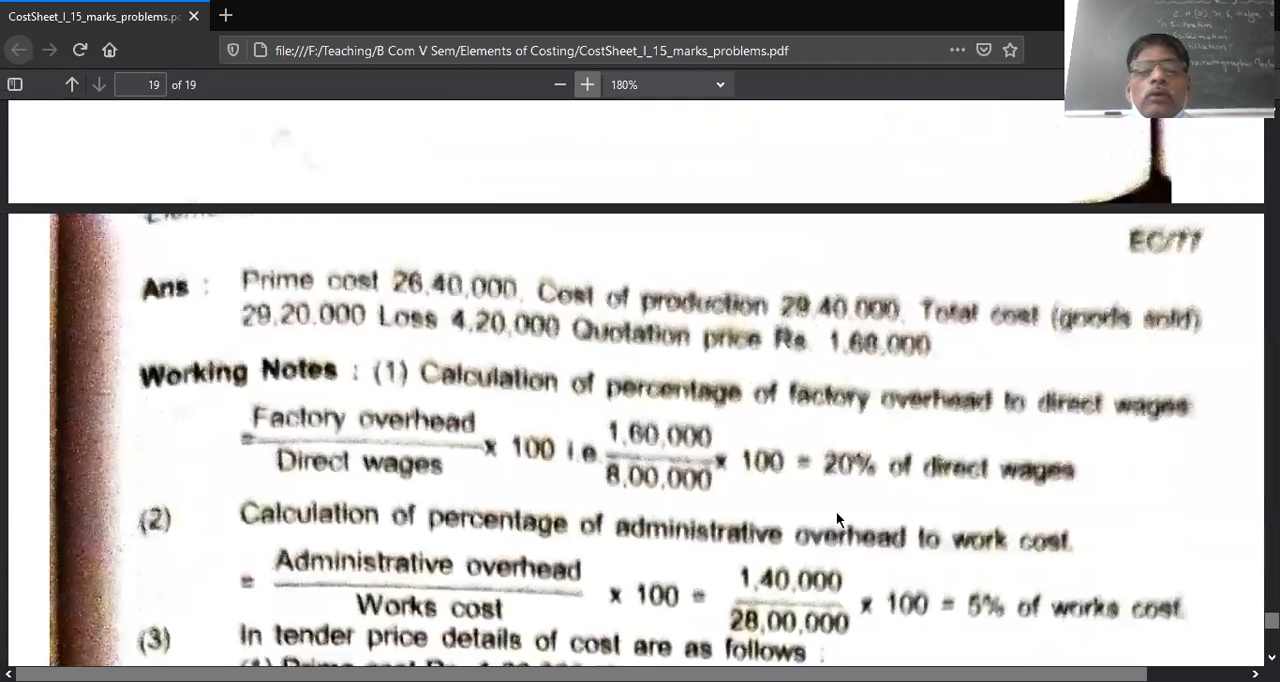 CostSheet_I_15_marks_problems.pd
file:///F:/Teaching/B Com V Sem/Elements of Costing/CostSheet_I_15_marks_problems.pdf
19 of 19
180%
Ans : Prime cost 26,40,000, Cost of production 29,40,000, Total cost (goods sold)
29,20,000 Loss 4,20,000 Quotation price Rs. 1,68,000
Working Notes : (1) Calculation of percentage of factory overhead to direct wages
= Factory overhead / Direct wages x 100 i.e. 1,60,000 / 8,00,000 x 100 = 20% of direct wages
(2) Calculation of percentage of administrative overhead to work cost.
= Administrative overhead / Works cost x 100 = 1,40,000 / 28,00,000 x 100 = 5% of works cost.
(3) In tender price details of cost are as follows :